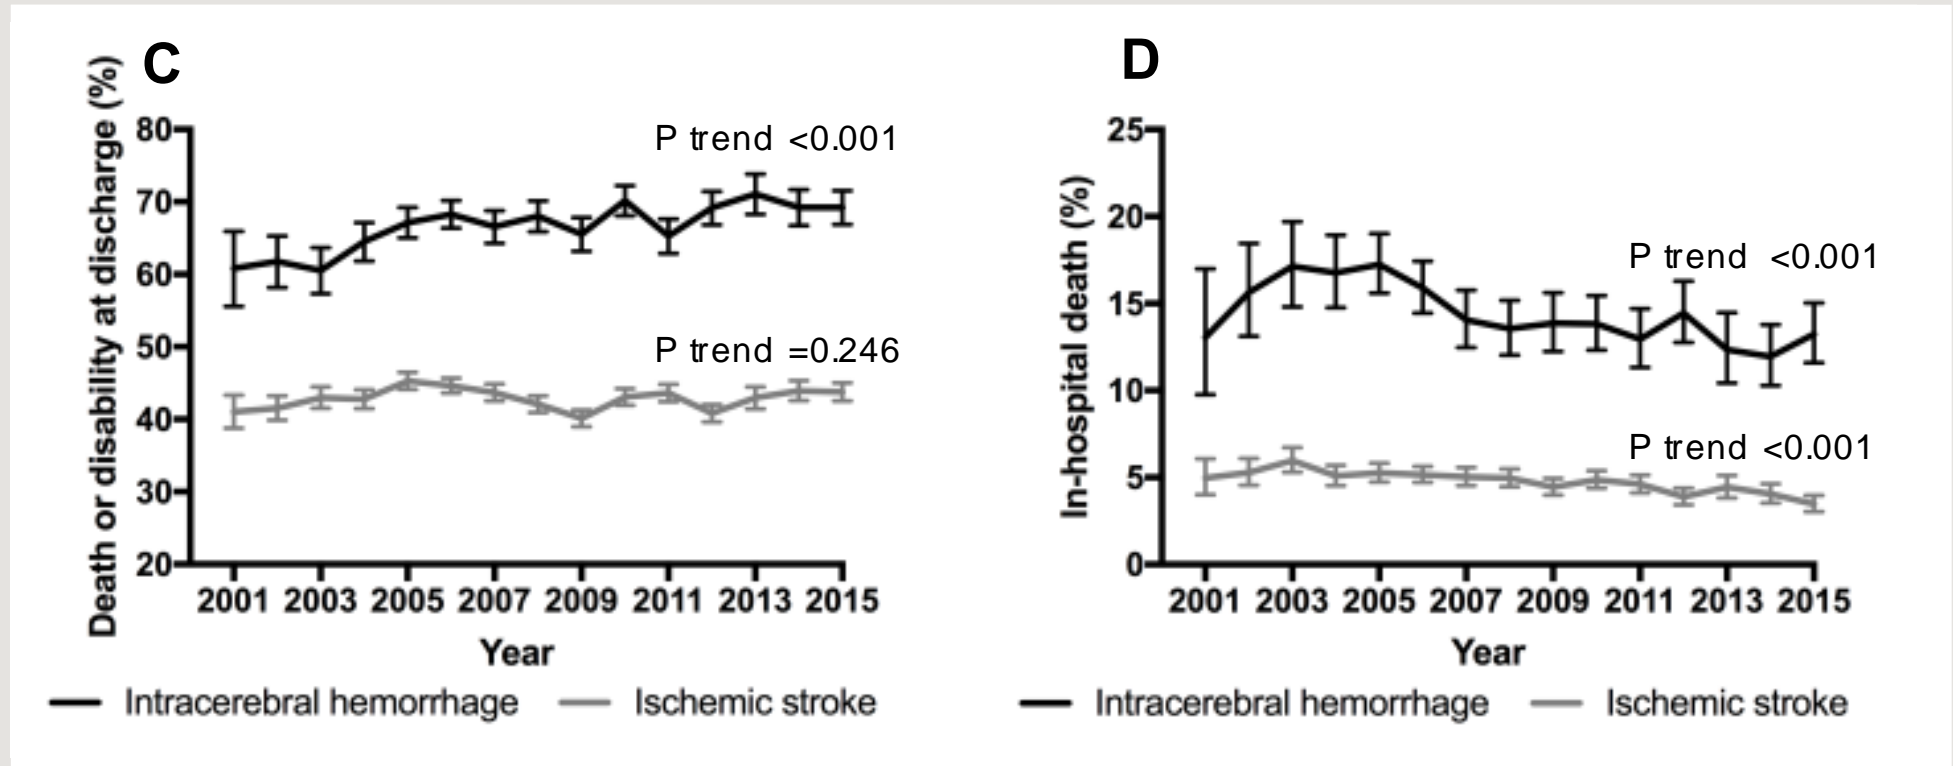 C
Death or disability at discharge (%)
80
70
60
50
40
30
20
P trend <0.001
P trend =0.246
2001 2003 2005 2007 2009 2011 2013 2015
Year
Intracerebral hemorrhage Ischemic stroke
D
In-hospital death (%)
25
20
15
10
5
0
P trend <0.001
P trend <0.001
2001 2003 2005 2007 2009 2011 2013 2015
Year
Intracerebral hemorrhage Ischemic stroke